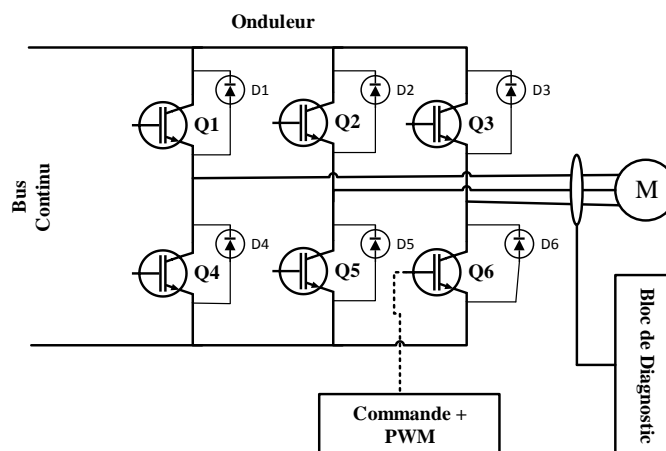 Onduleur
D1
D2
D3
Q1
Q2
Q3
Bus
Continu
M
D4
D5
D6
Q4
Q5
Q6
Bloc de Diagnostic
Commande +
PWM